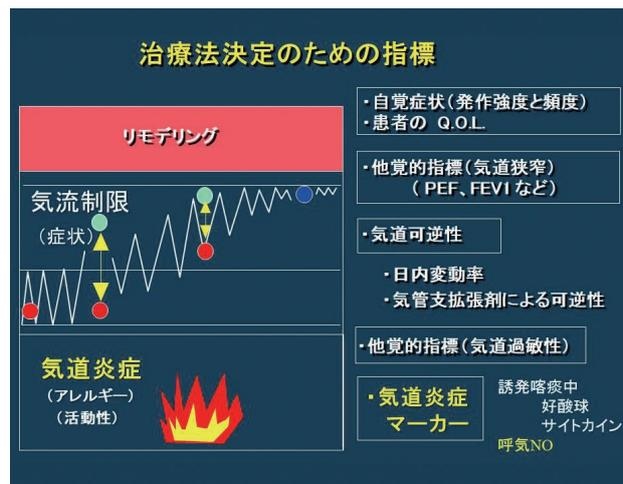 治療法決定のための指標
リモデリング
気流制限
(症状)
気道炎症
(アレルギー)
(活動性)
・自覚症状(発作強度と頻度)
・患者の Q.O.L.
・他覚的指標(気道狭窄)
( PEF、FEV1など)
・気道可逆性
・日内変動率
・気管支拡張剤による可逆性
・他覚的指標(気道過敏性)
・気道炎症
マーカー
誘発喀痰中
好酸球
サイトカイン
呼気NO